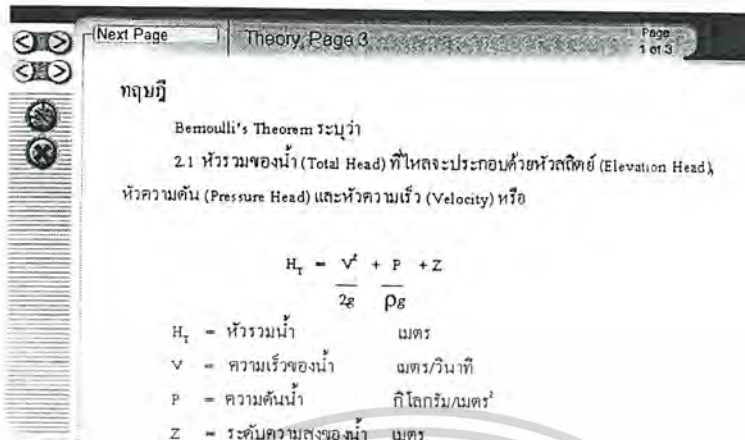 (Next Page
Theory, Page 3
Page
1 of 3
ทฤษฎี
Bernoulli's Theorem ระบุว่า
2.1 หัวรวมของน้ำ (Total Head) ที่ไหลจะประกอบด้วยหัวสถิตย์ (Elevation Head),
หัวความดัน (Pressure Head) และหัวความเร็ว (Velocity) หรือ
H_T = V² + P + Z
2g ρg
H_T = หัวรวมน้ำ เมตร
V = ความเร็วของน้ำ เมตร/วินาที
P = ความดันน้ำ กิโลกรัม/เมตร²
Z = ระดับความสูงของน้ำ เมตร